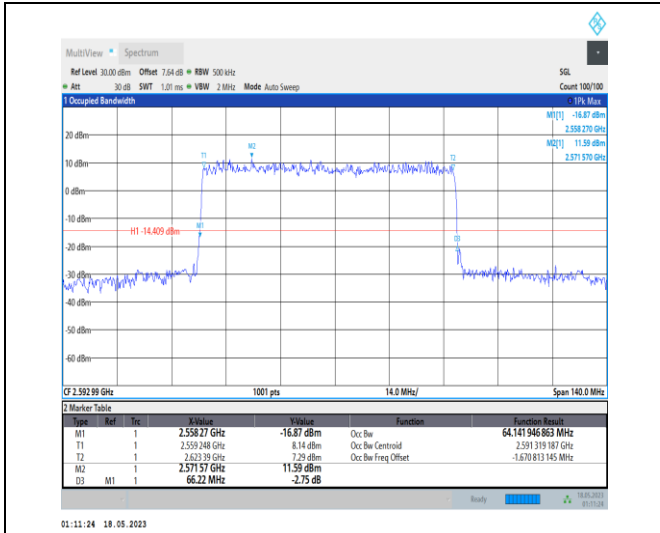 MultiView Spectrum
Ref Level 30.00 dBm Offset 7.64 dB RBW 500 kHz SGL
Att 30 dB SWT 1.01 ms VBW 2 MHz Mode Auto Sweep Count 100/100
1 Occupied Bandwidth 1Pk Max
M1[1] -16.87 dBm
2.558 270 GHz
M2[1] 11.59 dBm
2.571 570 GHz
20 dBm
M2
T1 T2
10 dBm
0 dBm
-10 dBm
M1
H1 -14.409 dBm
D3
-20 dBm
-30 dBm
-40 dBm
-50 dBm
-60 dBm
CF 2.592 99 GHz 1001 pts 14.0 MHz/ Span 140.0 MHz
2 Marker Table
Type Ref Trc X-Value Y-Value Function Function Result
M1 1 2.558 27 GHz -16.87 dBm Occ Bw 64.141 946 863 MHz
T1 1 2.559 248 GHz 8.14 dBm Occ Bw Centroid 2.591 319 187 GHz
T2 1 2.623 39 GHz 7.29 dBm Occ Bw Freq Offset -1.670 813 145 MHz
M2 1 2.571 57 GHz 11.59 dBm
D3 M1 1 66.22 MHz -2.75 dB
Ready 18.05.2023
01:11:24
01:11:24 18.05.2023